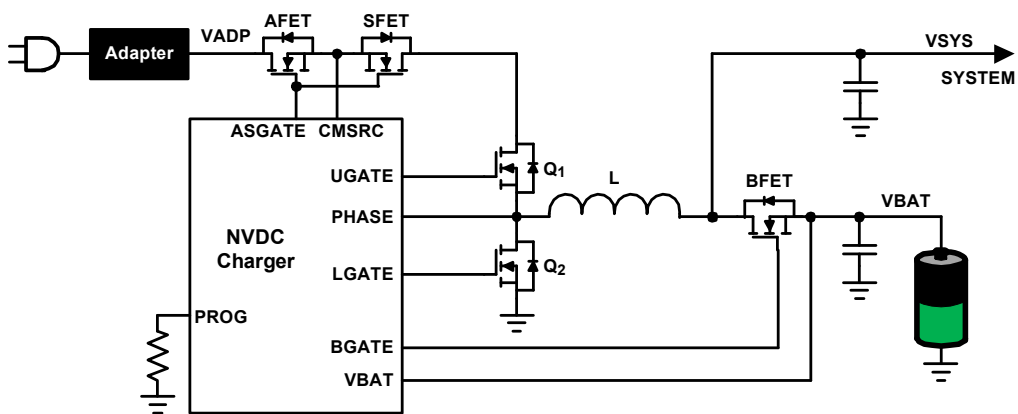 AFET SFET
VADP
Adapter
VSYS
SYSTEM
ASGATE CMSRC
UGATE
Q1
L
BFET
PHASE
VBAT
NVDC
Charger
LGATE
Q2
PROG
BGATE
VBAT